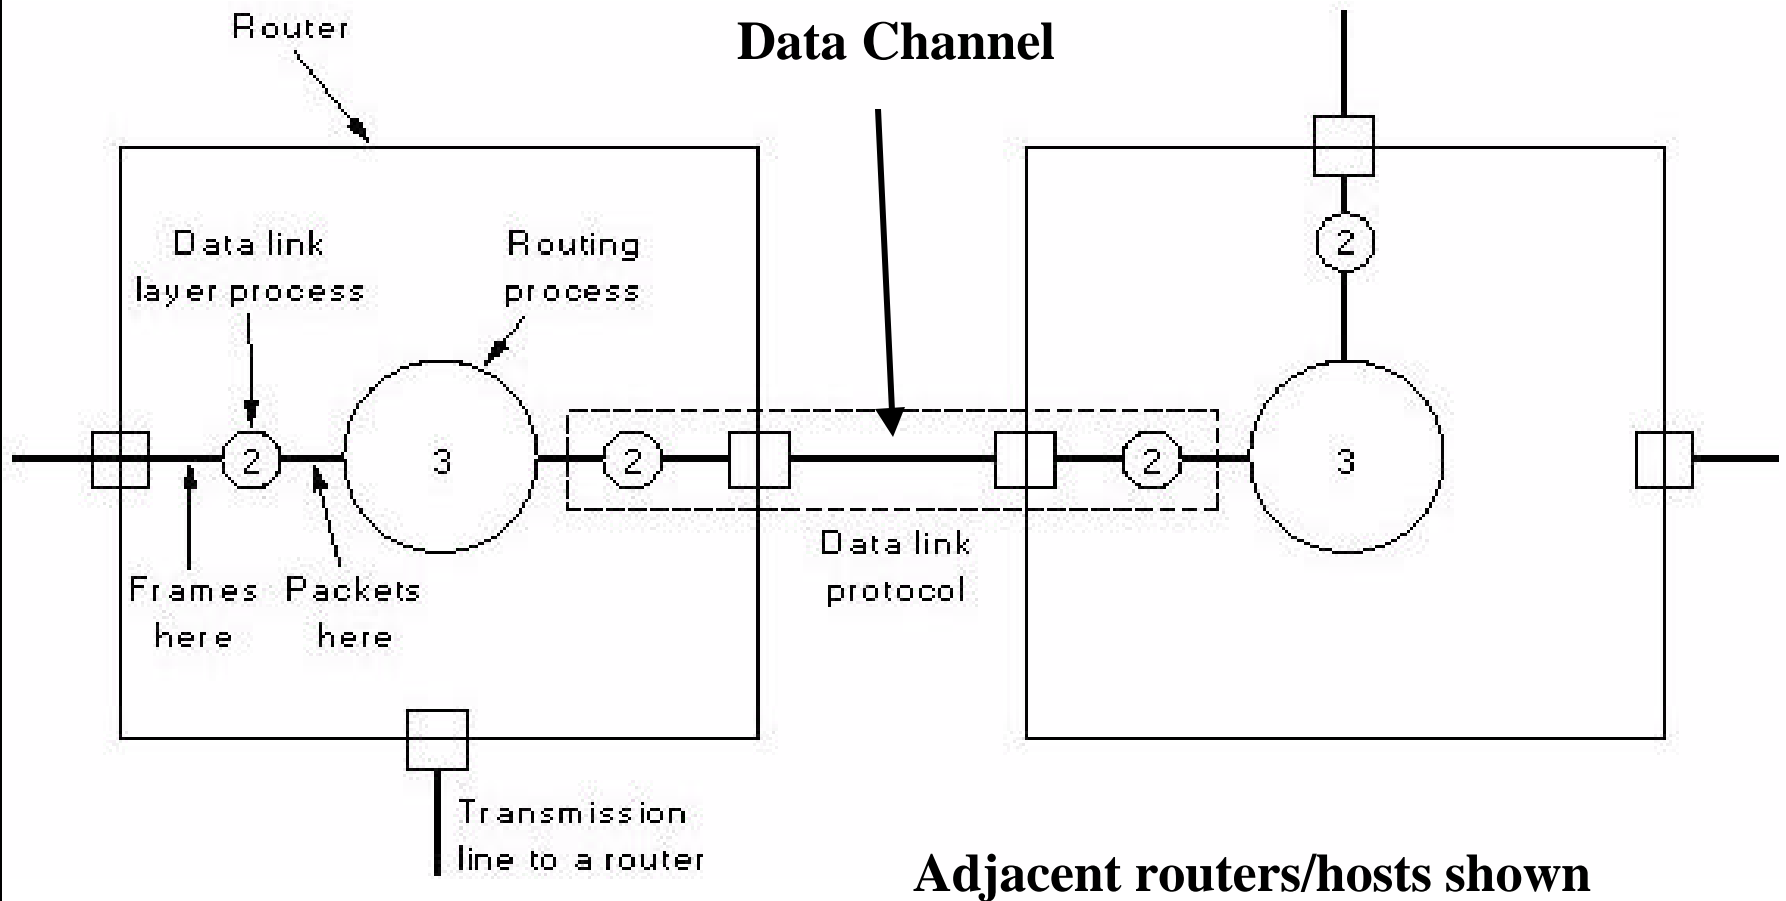 Router
Data Channel
Data link
layer process
Routing
process
2
2
3
2
2
3
Frames
here
Packets
here
Data link
protocol
Transmission
line to a router
Adjacent routers/hosts shown